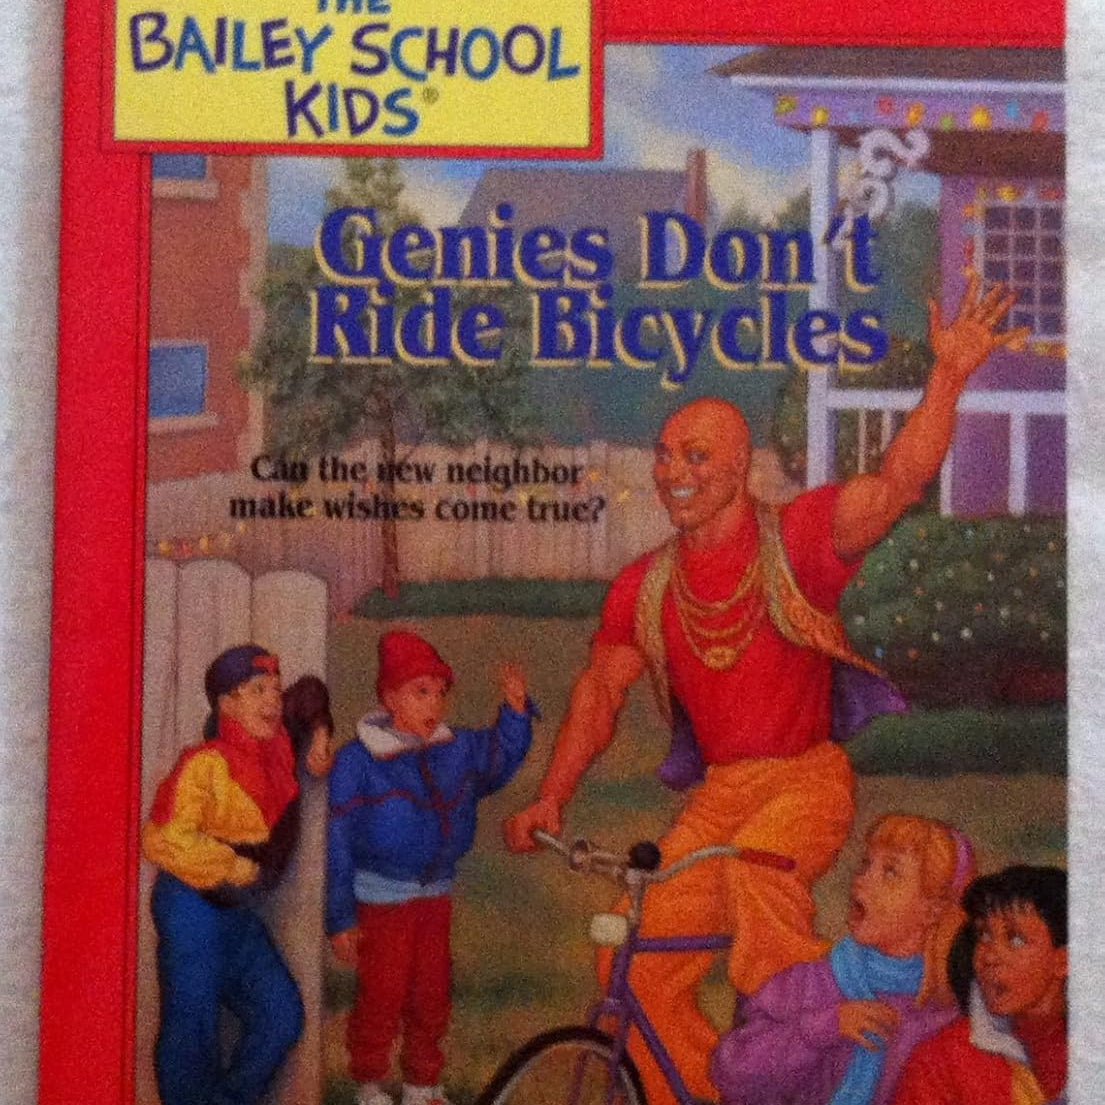 THE
BAILEY SCHOOL
KIDS®
Genies Don't
Ride Bicycles
Can the new neighbor
make wishes come true?